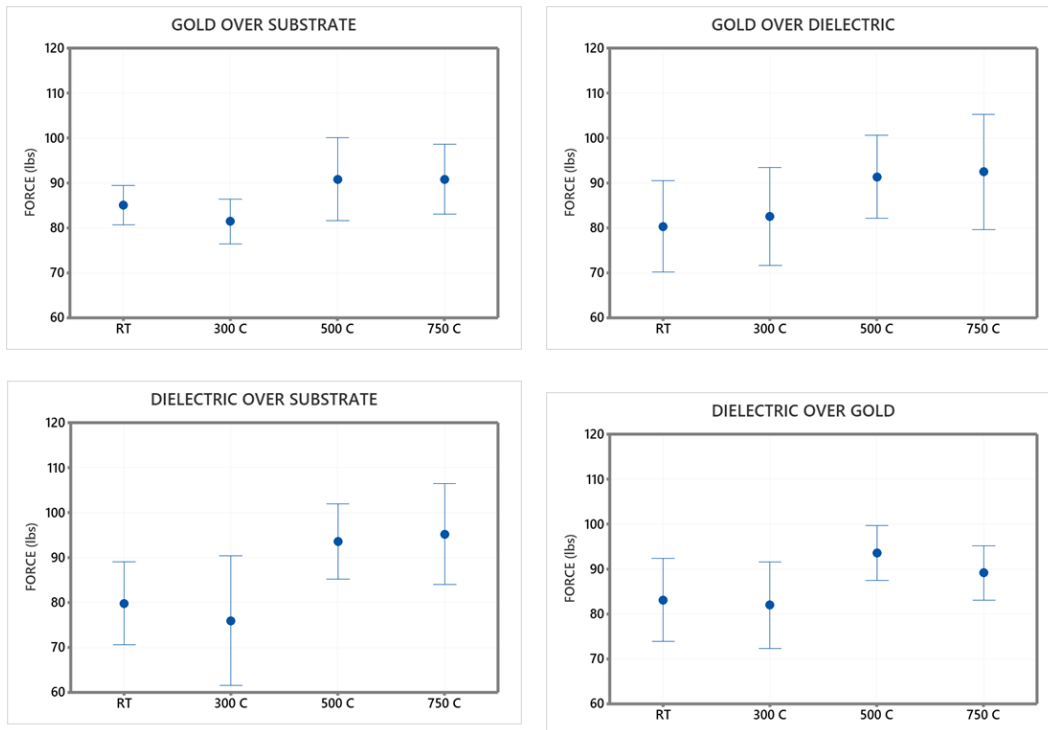 GOLD OVER SUBSTRATE
120
110
100
90
80
70
60
FORCE (lbs)
RT 300 C 500 C 750 C
GOLD OVER DIELECTRIC
120
110
100
90
80
70
60
FORCE (lbs)
RT 300 C 500 C 750 C
DIELECTRIC OVER SUBSTRATE
120
110
100
90
80
70
60
FORCE (lbs)
RT 300 C 500 C 750 C
DIELECTRIC OVER GOLD
120
110
100
90
80
70
60
FORCE (lbs)
RT 300 C 500 C 750 C